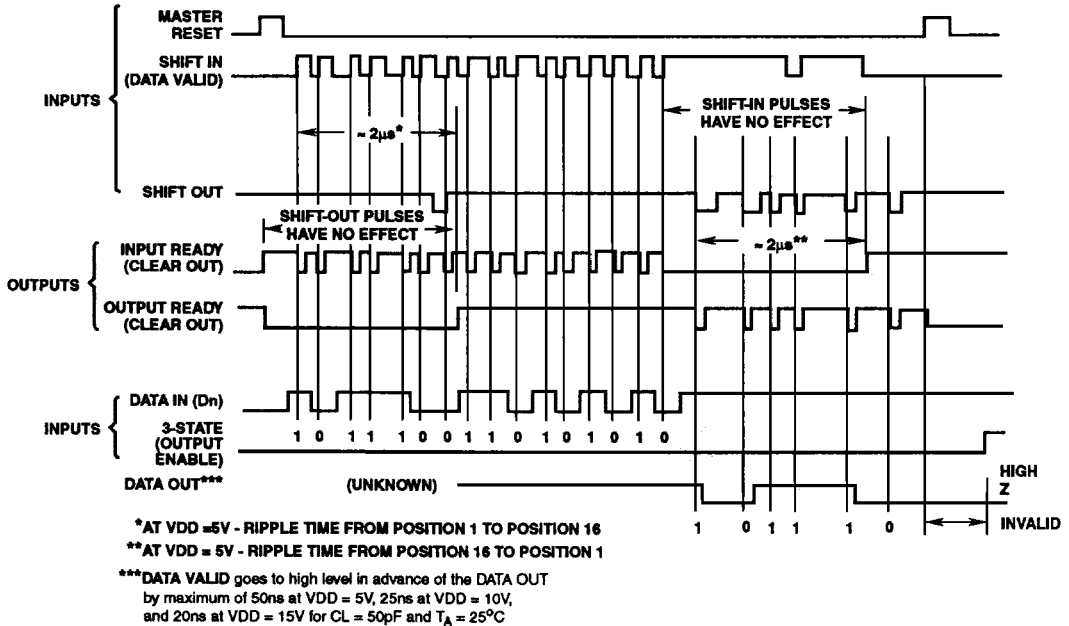 MASTER
RESET
SHIFT IN
(DATA VALID)
INPUTS
SHIFT-IN PULSES
HAVE NO EFFECT
≈ 2μs*
SHIFT OUT
SHIFT-OUT PULSES
HAVE NO EFFECT
INPUT READY
(CLEAR OUT)
≈ 2μs**
OUTPUTS
OUTPUT READY
(CLEAR OUT)
DATA IN (Dn)
INPUTS
3-STATE
(OUTPUT
ENABLE)
1 0 1 1 1 0 0 1 1 0 1 0 1 0 1 0
DATA OUT***
(UNKNOWN)
HIGH
Z
1 0 1 1 1 0
INVALID
*AT VDD =5V - RIPPLE TIME FROM POSITION 1 TO POSITION 16
**AT VDD = 5V - RIPPLE TIME FROM POSITION 16 TO POSITION 1
***DATA VALID goes to high level in advance of the DATA OUT
by maximum of 50ns at VDD = 5V, 25ns at VDD = 10V,
and 20ns at VDD = 15V for CL = 50pF and TA = 25°C